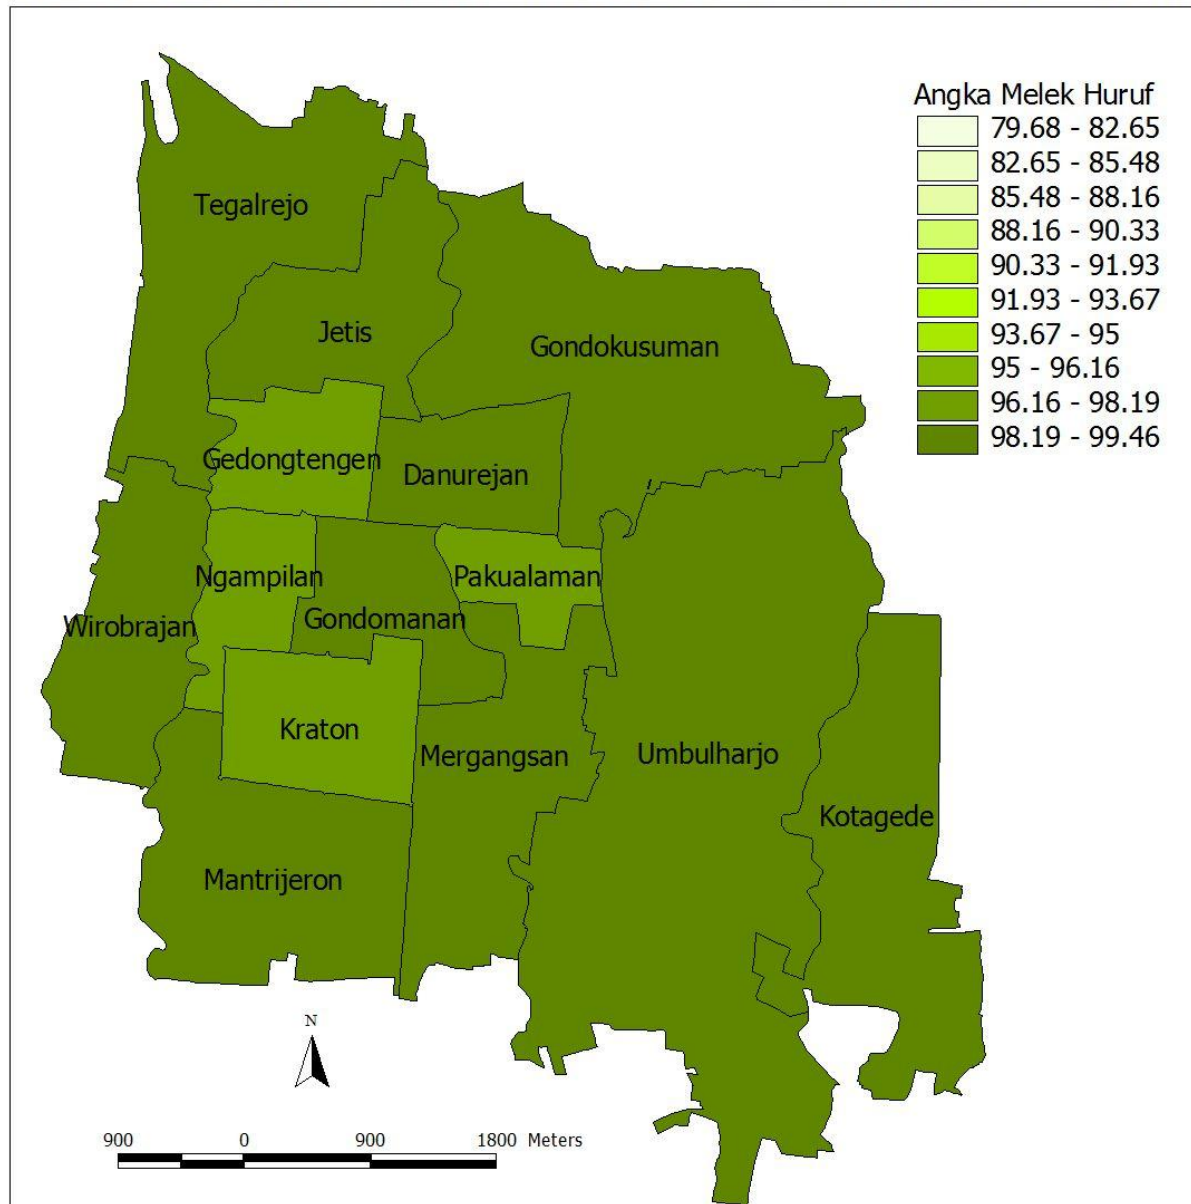 Angka Melek Huruf
79.68 - 82.65
82.65 - 85.48
85.48 - 88.16
88.16 - 90.33
90.33 - 91.93
91.93 - 93.67
93.67 - 95
95 - 96.16
96.16 - 98.19
98.19 - 99.46
Tegalrejo
Jetis
Gondokusuman
Gedongtengen
Danurejan
Ngampilan
Pakualaman
Gondomanan
Wirobrajan
Kraton
Mergangsan
Umbulharjo
Kotagede
Mantrijeron
N
900 0 900 1800 Meters